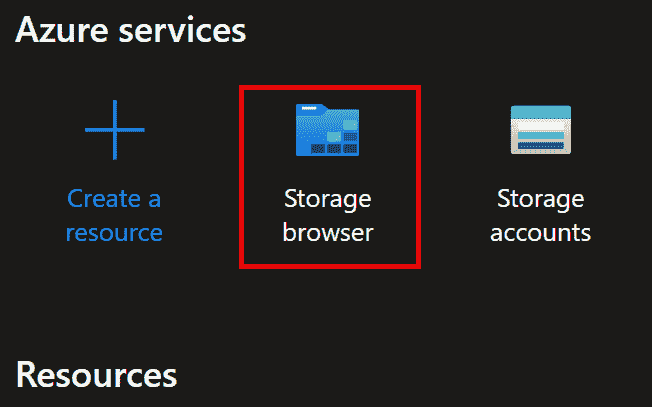 Azure services
Create a
resource
Storage
browser
Storage
accounts
Resources